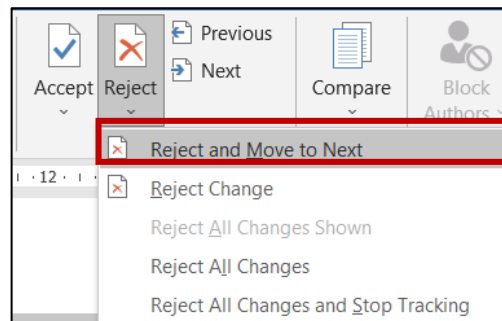 Previous
Next
Accept
Reject
Compare
Block
Authors
Reject and Move to Next
12
Reject Change
Reject All Changes Shown
Reject All Changes
Reject All Changes and Stop Tracking